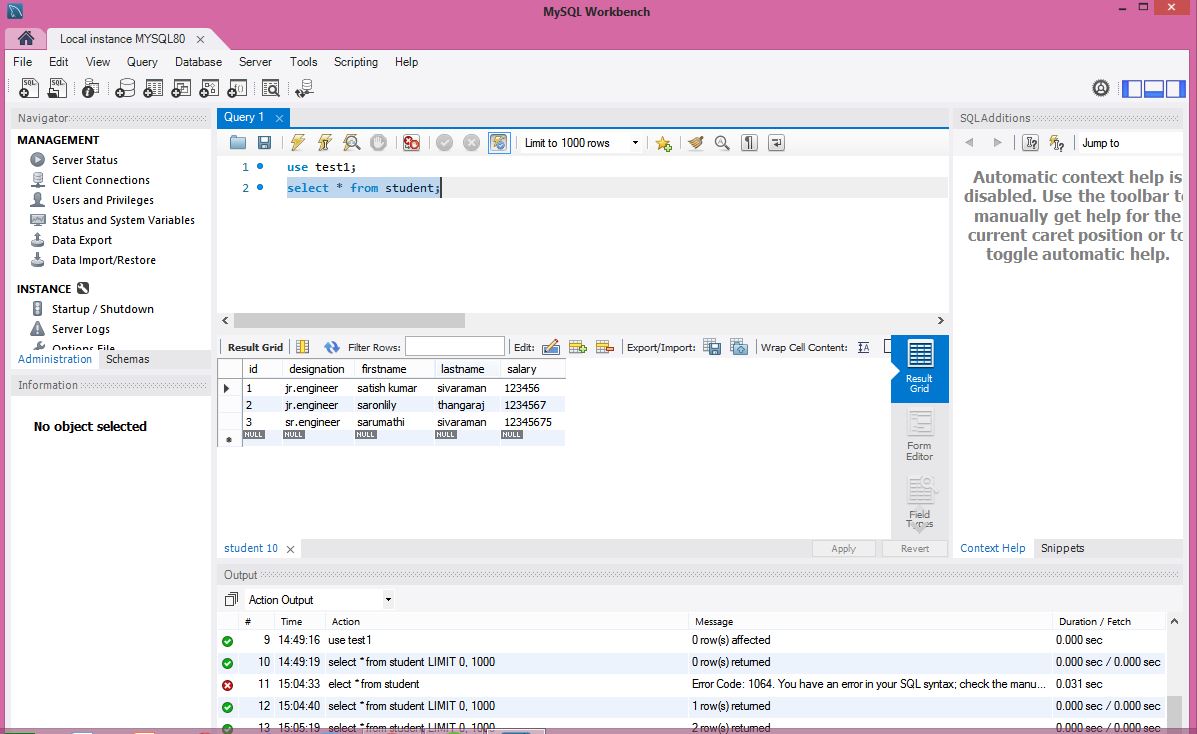 MySQL Workbench
Local instance MYSQL80
File Edit View Query Database Server Tools Scripting Help
Navigator
MANAGEMENT
Server Status
Client Connections
Users and Privileges
Status and System Variables
Data Export
Data Import/Restore
INSTANCE
Startup / Shutdown
Server Logs
Options File
Administration Schemas
Information
No object selected
Query 1
Limit to 1000 rows
1 use test1;
2 select * from student;
Result Grid Filter Rows: Edit: Export/Import: Wrap Cell Content:
id designation firstname lastname salary
1 jr.engineer satish kumar sivaraman 123456
2 jr.engineer saronlily thangaraj 1234567
3 sr.engineer sarumathi sivaraman 12345675
NULL NULL NULL NULL NULL
Result
Grid
Form
Editor
Field
Types
student 10
Apply Revert
SQLAdditions
Jump to
Automatic context help is
disabled. Use the toolbar to
manually get help for the
current caret position or to
toggle automatic help.
Context Help Snippets
Output
Action Output
# Time Action Message Duration / Fetch
9 14:49:16 use test1 0 row(s) affected 0.000 sec
10 14:49:19 select * from student LIMIT 0, 1000 0 row(s) returned 0.000 sec / 0.000 sec
11 15:04:33 elect * from student Error Code: 1064. You have an error in your SQL syntax; check the manu... 0.031 sec
12 15:04:40 select * from student LIMIT 0, 1000 1 row(s) returned 0.000 sec / 0.000 sec
13 15:05:19 select * from student LIMIT 0, 1000 2 row(s) returned 0.000 sec / 0.000 sec